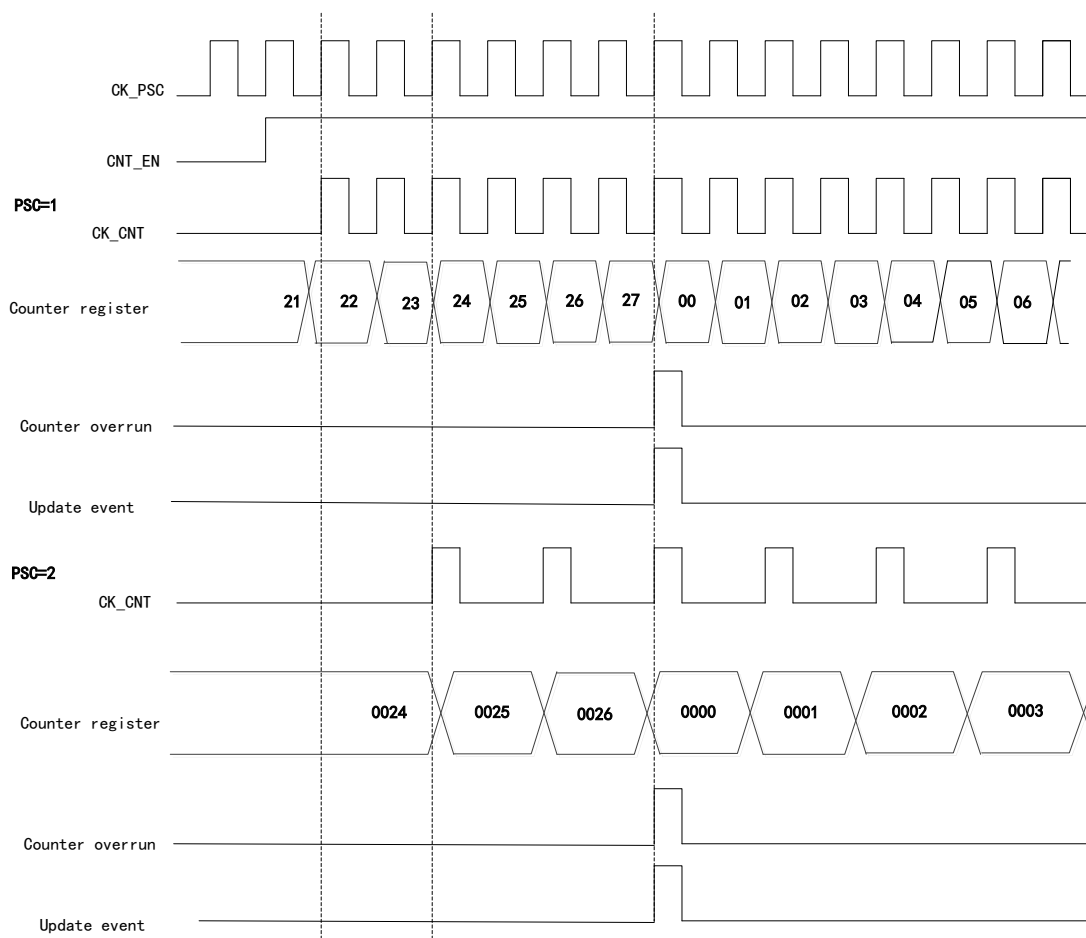 CK_PSC
CNT_EN
PSC=1
CK_CNT
Counter register
21 22 23 24 25 26 27 00 01 02 03 04 05 06
Counter overrun
Update event
PSC=2
CK_CNT
Counter register
0024 0025 0026 0000 0001 0002 0003
Counter overrun
Update event